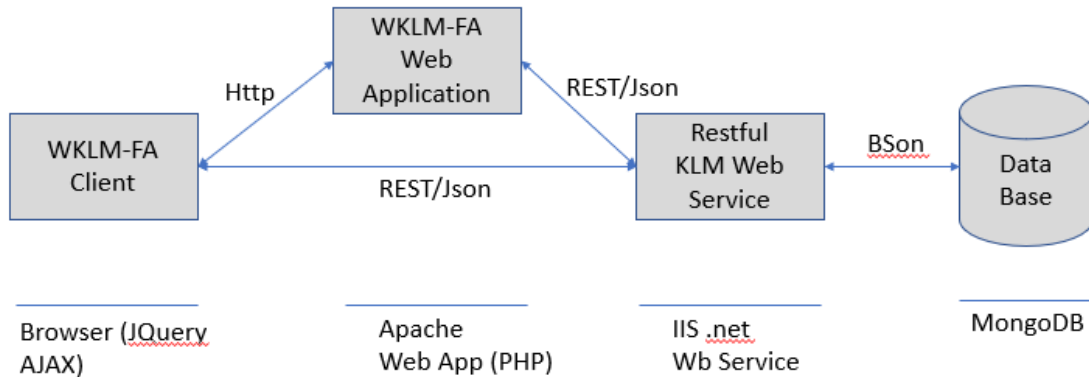 WKLM-FA
Web
Application
Http
REST/Json
WKLM-FA
Client
REST/Json
Restful
KLM Web
Service
BSon
Data
Base
Browser (JQuery
AJAX)
Apache
Web App (PHP)
IIS .net
Wb Service
MongoDB